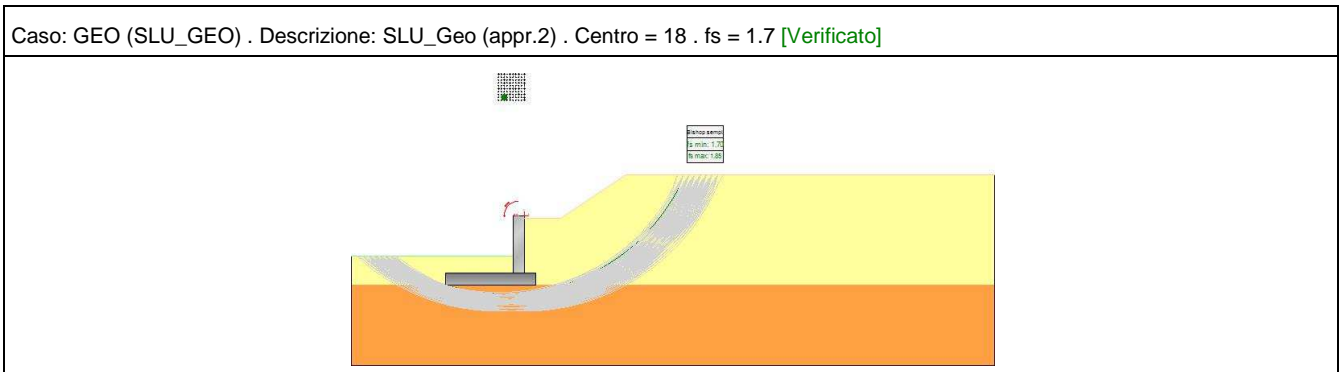 Caso: GEO (SLU_GEO) . Descrizione: SLU_Geo (appr.2) . Centro = 18 . fs = 1.7 [Verificato]
Bishop sempl
fs min: 1.70
fs max: 1.85